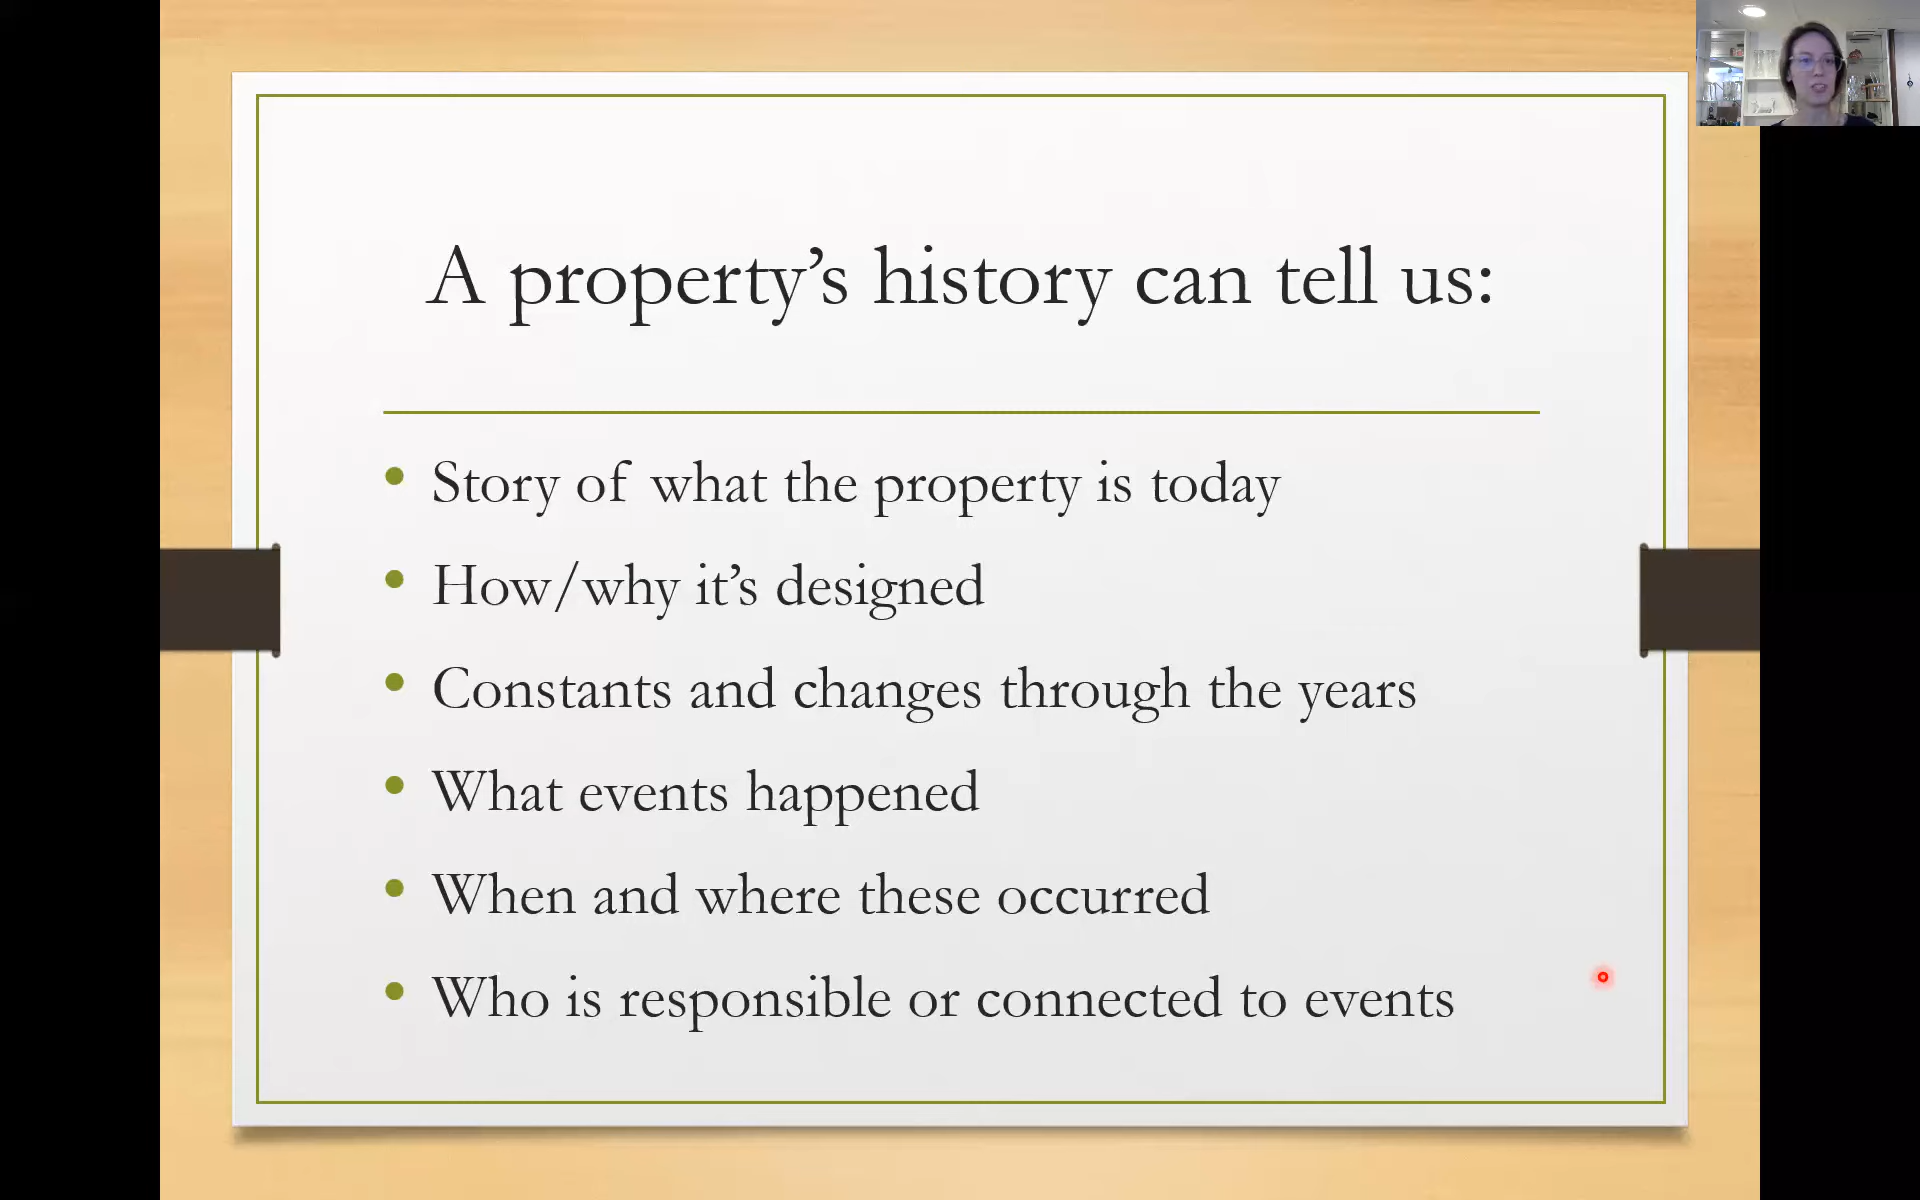 A property’s history can tell us:
• Story of what the property is today
• How/why it’s designed
• Constants and changes through the years
• What events happened
• When and where these occurred
• Who is responsible or connected to events